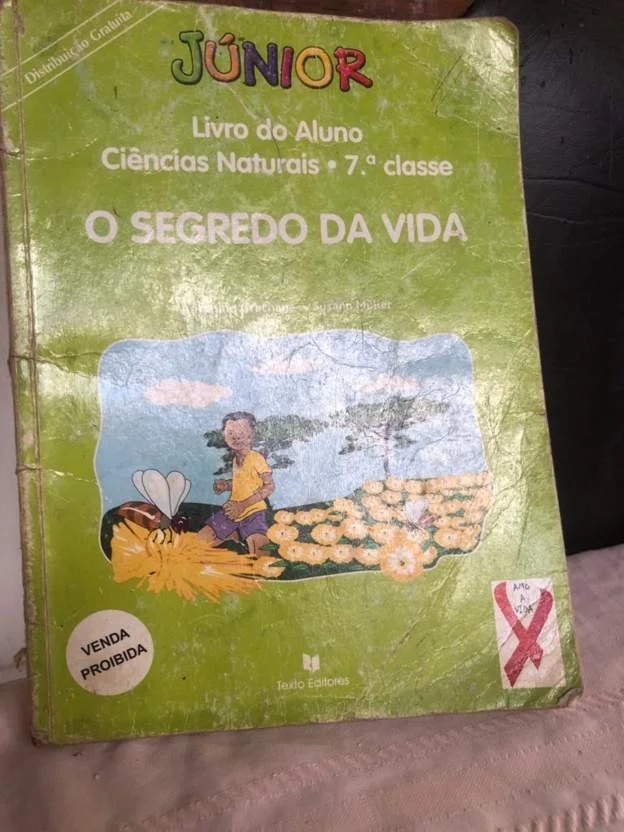 Distribuição Gratuita
JÚNIOR
Livro do Aluno
Ciências Naturais • 7.ª classe
O SEGREDO DA VIDA
VENDA
PROIBIDA
Texto Editores
AMO
A
VIDA